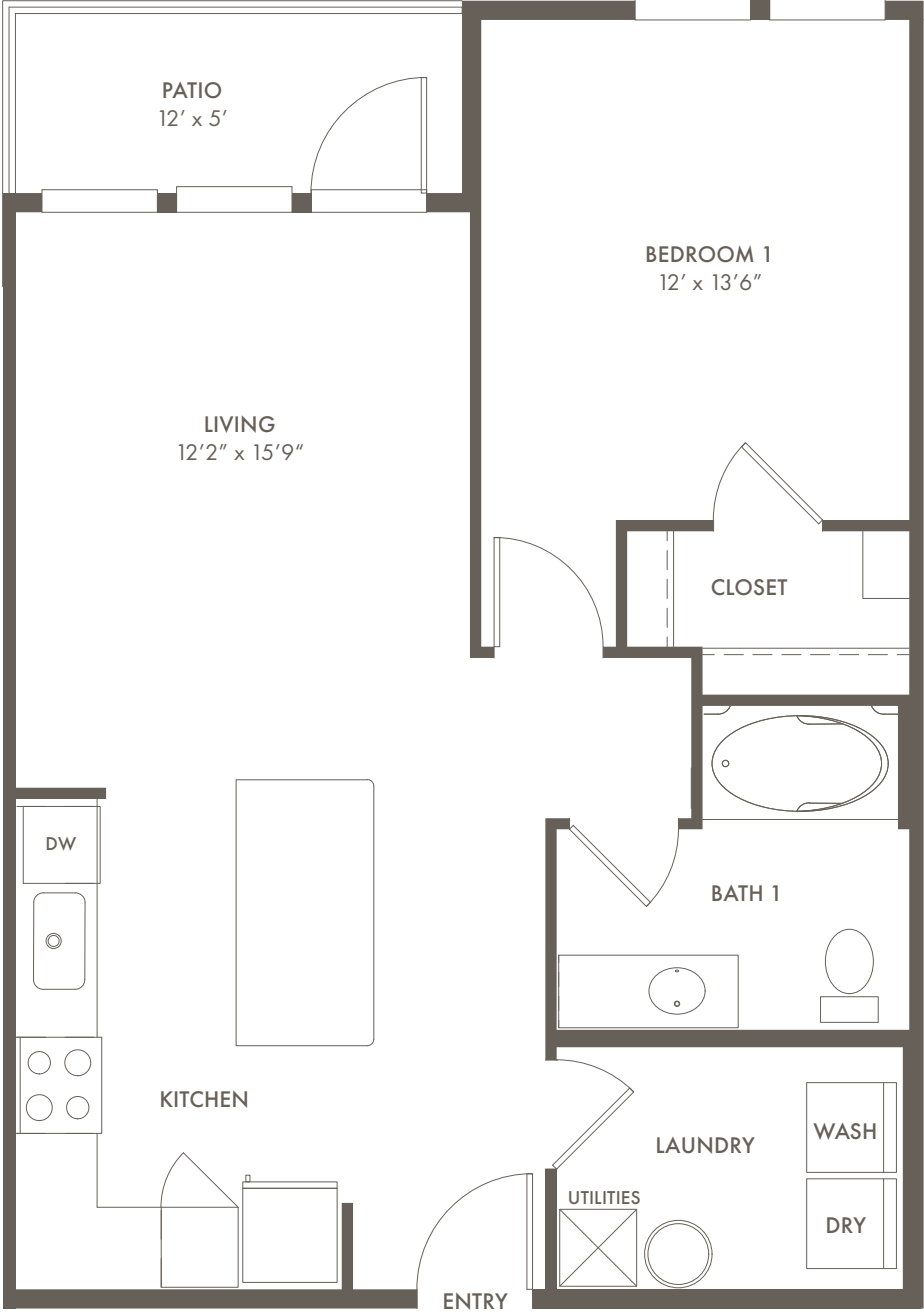 PATIO
12’ x 5’
BEDROOM 1
12’ x 13’6”
LIVING
12’2” x 15’9“
CLOSET
DW
BATH 1
KITCHEN
LAUNDRY
WASH
UTILITIES
DRY
ENTRY